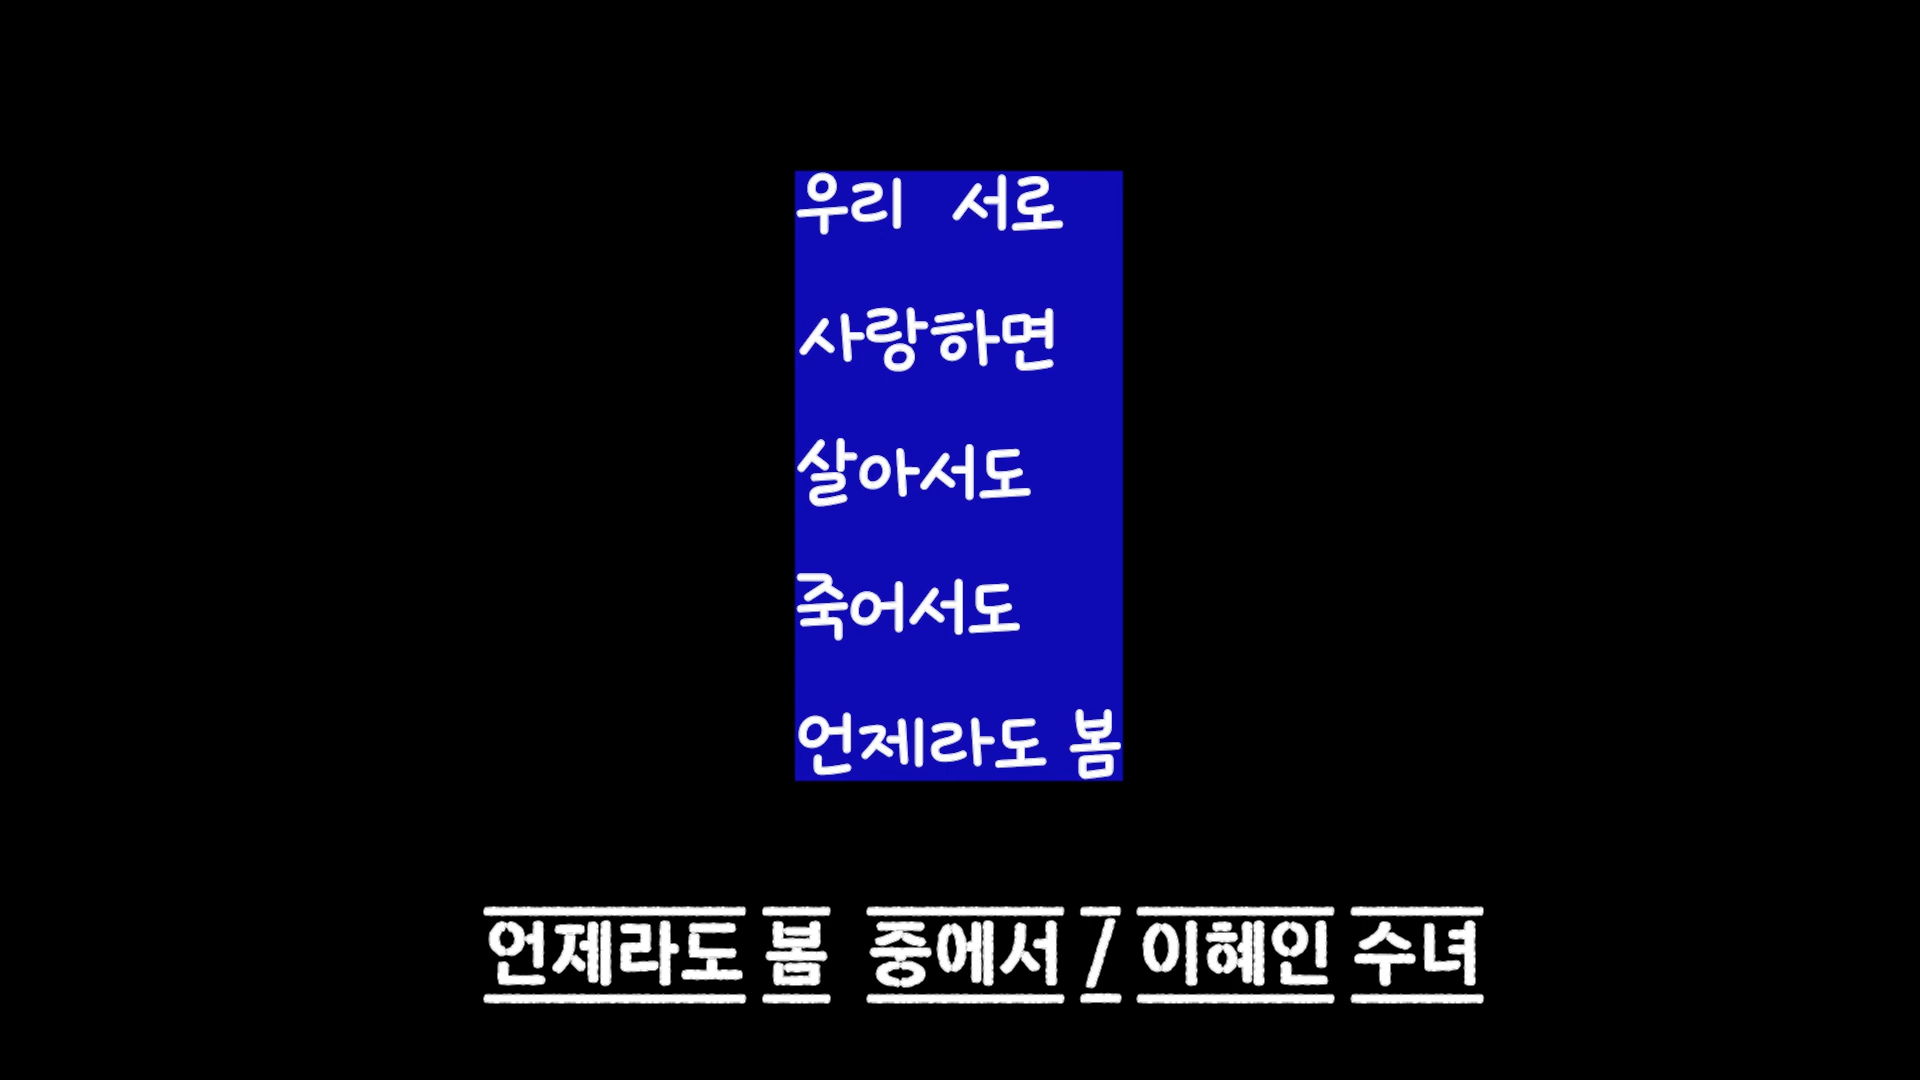 우리 서로
사랑하면
살아서도
죽어서도
언제라도 봄
언제라도 봄 중에서 / 이혜인 수녀